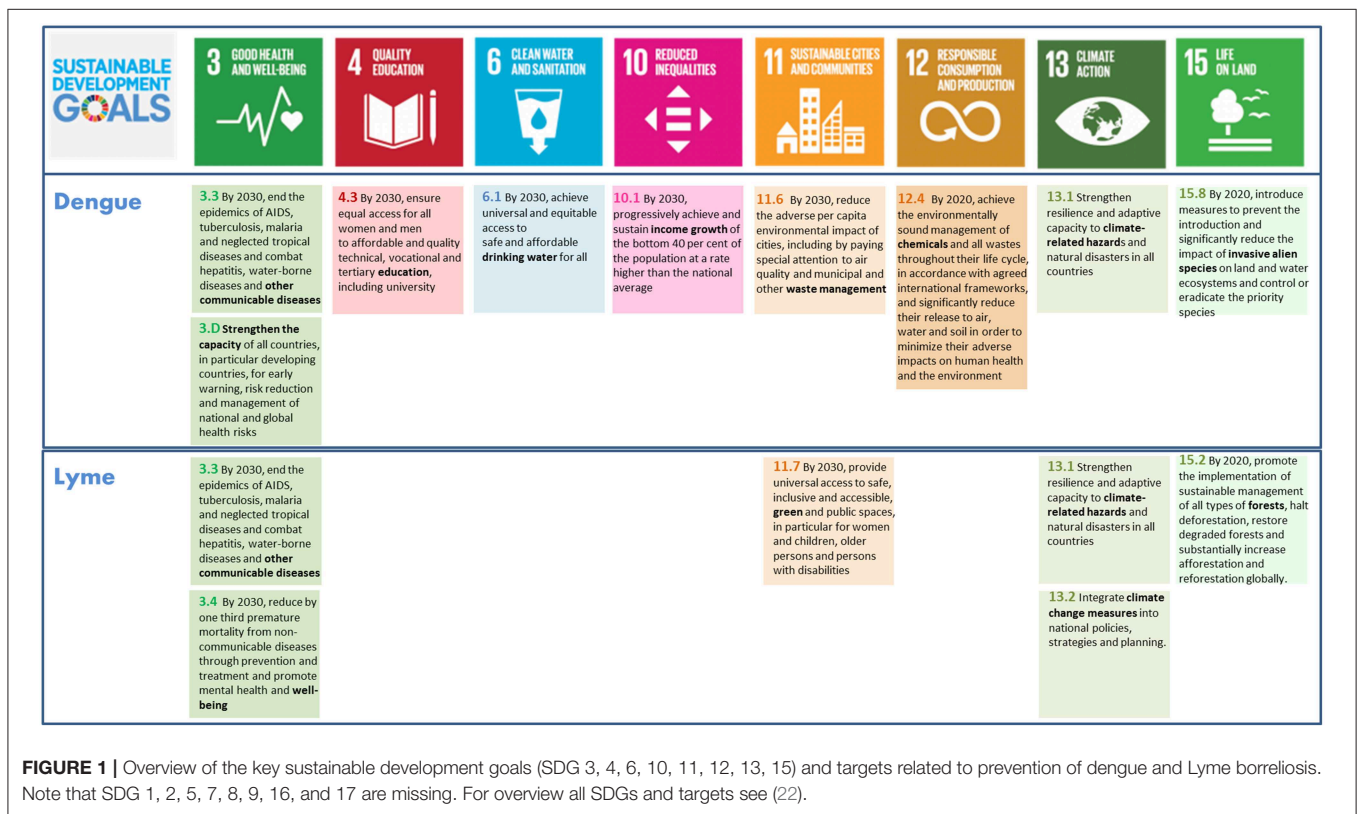 SUSTAINABLE
DEVELOPMENT
GOALS
3 GOOD HEALTH
AND WELL-BEING
4 QUALITY
EDUCATION
6 CLEAN WATER
AND SANITATION
10 REDUCED
INEQUALITIES
11 SUSTAINABLE CITIES
AND COMMUNITIES
12 RESPONSIBLE
CONSUMPTION
AND PRODUCTION
13 CLIMATE
ACTION
15 LIFE
ON LAND
Dengue
3.3 By 2030, end the
epidemics of AIDS,
tuberculosis, malaria
and neglected tropical
diseases and combat
hepatitis, water-borne
diseases and other
communicable diseases
3.D Strengthen the
capacity of all countries,
in particular developing
countries, for early
warning, risk reduction
and management of
national and global
health risks
4.3 By 2030, ensure
equal access for all
women and men
to affordable and quality
technical, vocational and
tertiary education,
including university
6.1 By 2030, achieve
universal and equitable
access to
safe and affordable
drinking water for all
10.1 By 2030,
progressively achieve and
sustain income growth of
the bottom 40 per cent of
the population at a rate
higher than the national
average
11.6 By 2030, reduce
the adverse per capita
environmental impact of
cities, including by paying
special attention to air
quality and municipal and
other waste management
12.4 By 2020, achieve
the environmentally
sound management of
chemicals and all wastes
throughout their life cycle,
in accordance with agreed
international frameworks,
and significantly reduce
their release to air,
water and soil in order to
minimize their adverse
impacts on human health
and the environment
13.1 Strengthen
resilience and adaptive
capacity to climate-
related hazards and
natural disasters in all
countries
15.8 By 2020, introduce
measures to prevent the
introduction and
significantly reduce the
impact of invasive alien
species on land and water
ecosystems and control or
eradicate the priority
species
Lyme
3.3 By 2030, end the
epidemics of AIDS,
tuberculosis, malaria
and neglected tropical
diseases and combat
hepatitis, water-borne
diseases and other
communicable diseases
3.4 By 2030, reduce by
one third premature
mortality from non-
communicable diseases
through prevention and
treatment and promote
mental health and well-
being
11.7 By 2030, provide
universal access to safe,
inclusive and accessible,
green and public spaces,
in particular for women
and children, older
persons and persons
with disabilities
13.1 Strengthen
resilience and adaptive
capacity to climate-
related hazards and
natural disasters in all
countries
13.2 Integrate climate
change measures into
national policies,
strategies and planning.
15.2 By 2020, promote
the implementation of
sustainable management
of all types of forests, halt
deforestation, restore
degraded forests and
substantially increase
afforestation and
reforestation globally.
FIGURE 1 | Overview of the key sustainable development goals (SDG 3, 4, 6, 10, 11, 12, 13, 15) and targets related to prevention of dengue and Lyme borreliosis.
Note that SDG 1, 2, 5, 7, 8, 9, 16, and 17 are missing. For overview all SDGs and targets see (22).